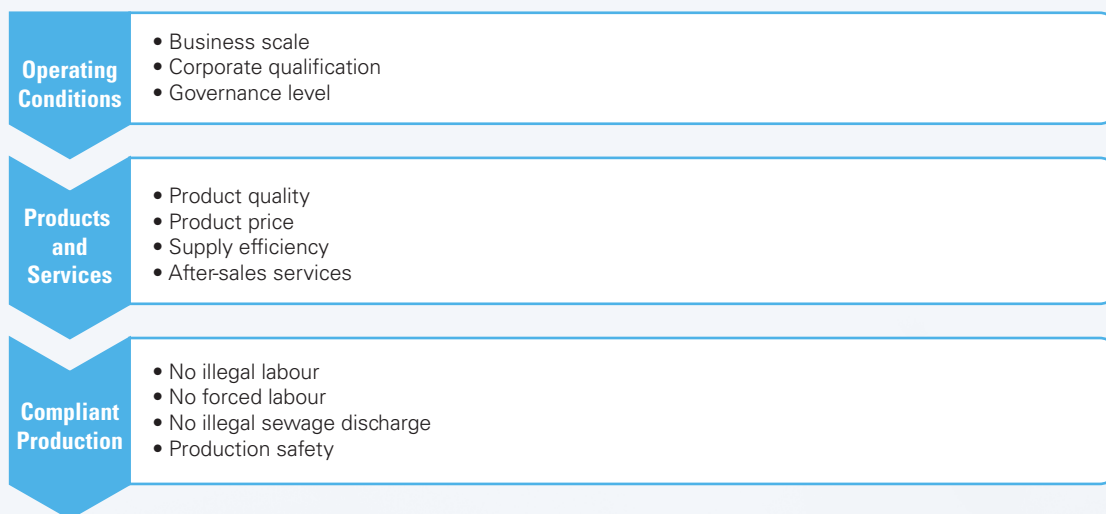 Operating
Conditions
• Business scale
• Corporate qualification
• Governance level
Products
and
Services
• Product quality
• Product price
• Supply efficiency
• After-sales services
Compliant
Production
• No illegal labour
• No forced labour
• No illegal sewage discharge
• Production safety